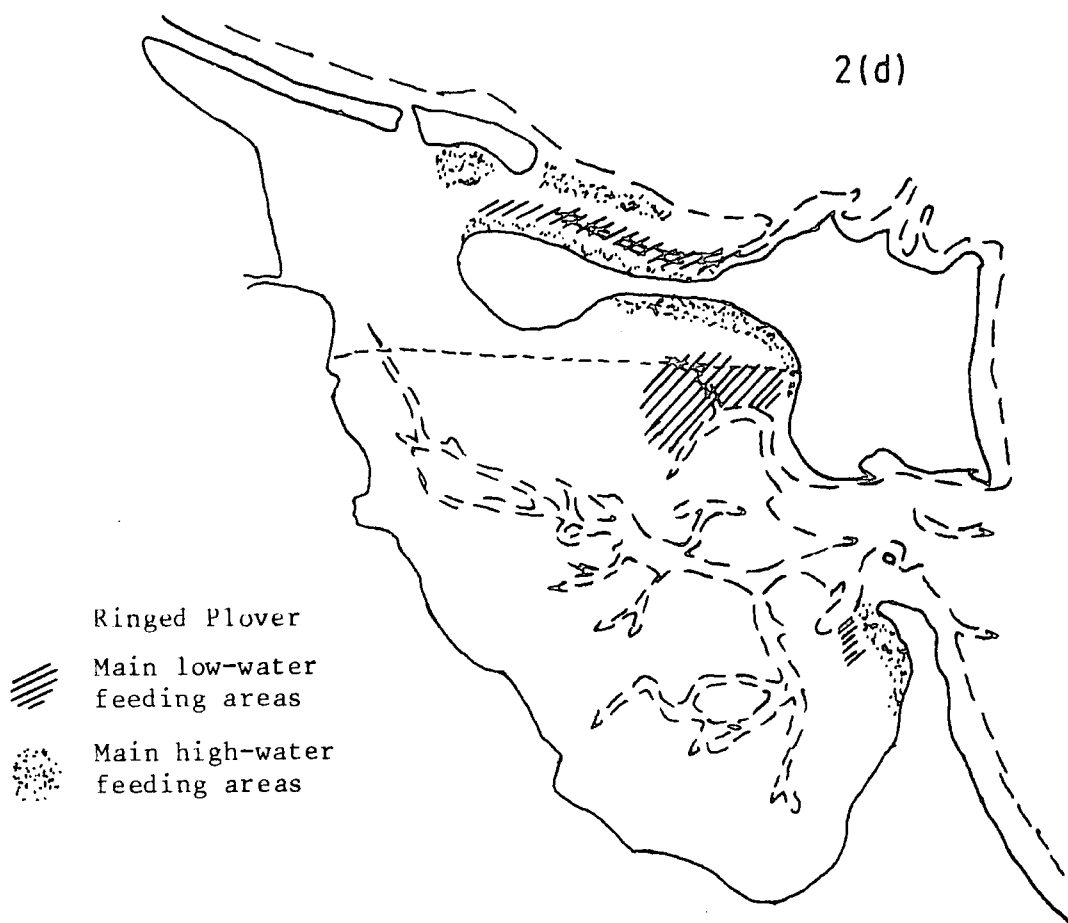 2(d)
Ringed Plover
Main low-water
feeding areas
Main high-water
feeding areas